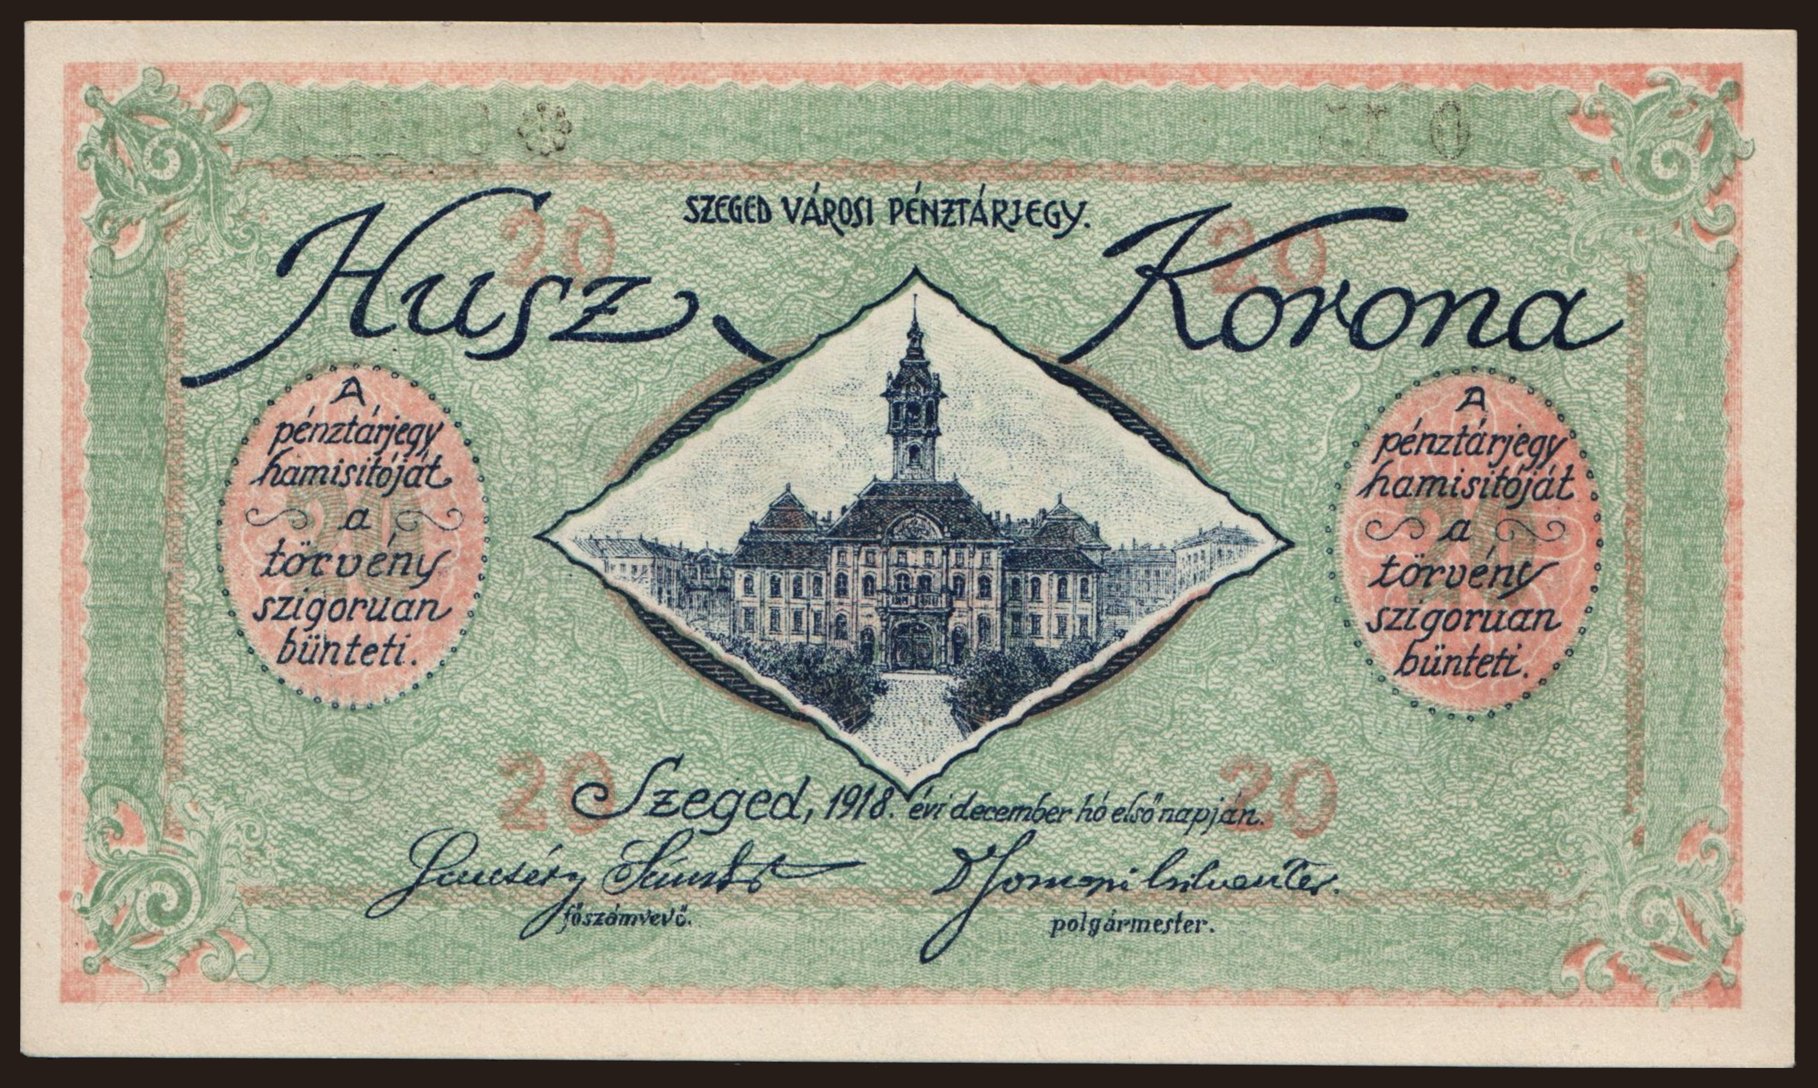 SZEGED VÁROSI PÉNZTÁRJEGY.
Husz Korona
20 20
A
pénztárjegy
hamisitóját
a
törvény
szigoruan
bünteti.
A
pénztárjegy
hamisitóját
a
törvény
szigoruan
bünteti.
20 20
Szeged, 1918. évi december hó első napján.
főszámvevő.
polgármester.